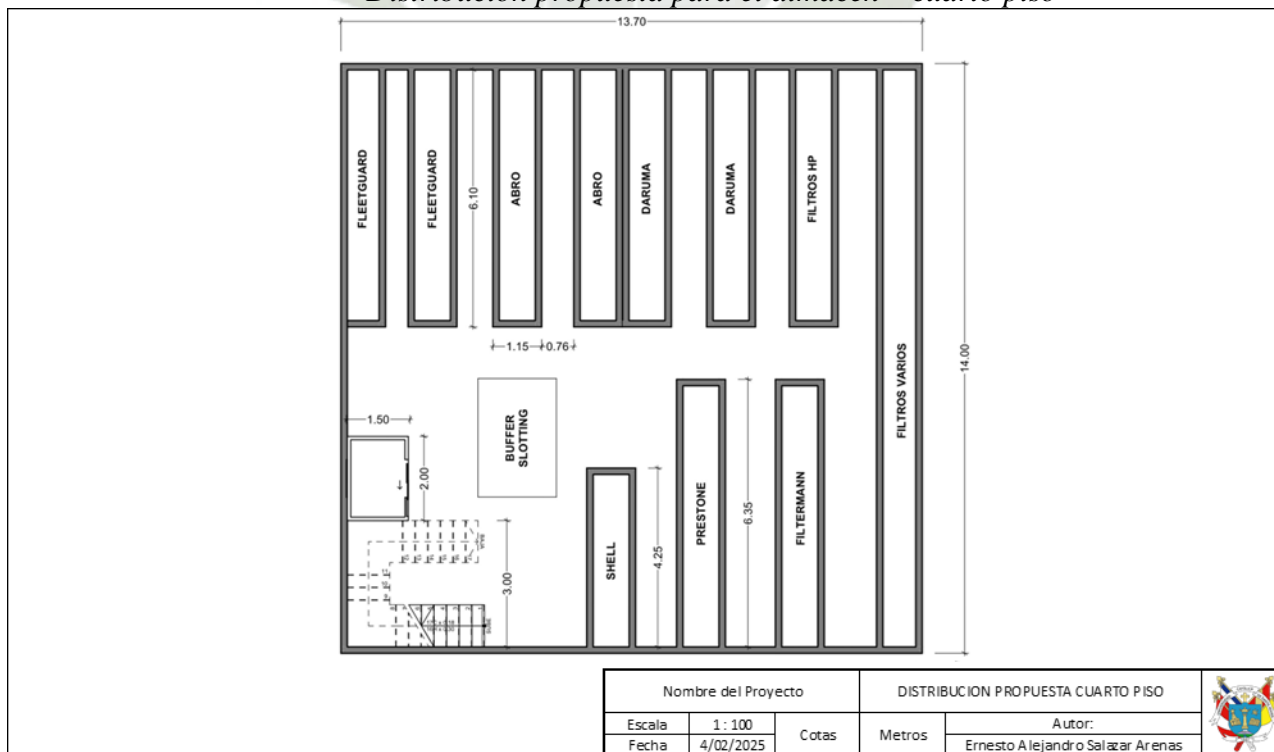 Distribución propuesta para el almacén – cuarto piso
13.70
FLEETGUARD
FLEETGUARD
6.10
ABRO
ABRO
DARUMA
DARUMA
FILTROS HP
FILTROS VARIOS
14.00
1.15
0.76
1.50
2.00
BUFFER
SLOTTING
3.00
BAJA
SHELL
4.25
PRESTONE
6.35
FILTERMANN
Nombre del Proyecto
DISTRIBUCION PROPUESTA CUARTO PISO
Escala
1 : 100
Cotas
Metros
Autor:
Fecha
4/02/2025
Ernesto Alejandro Salazar Arenas